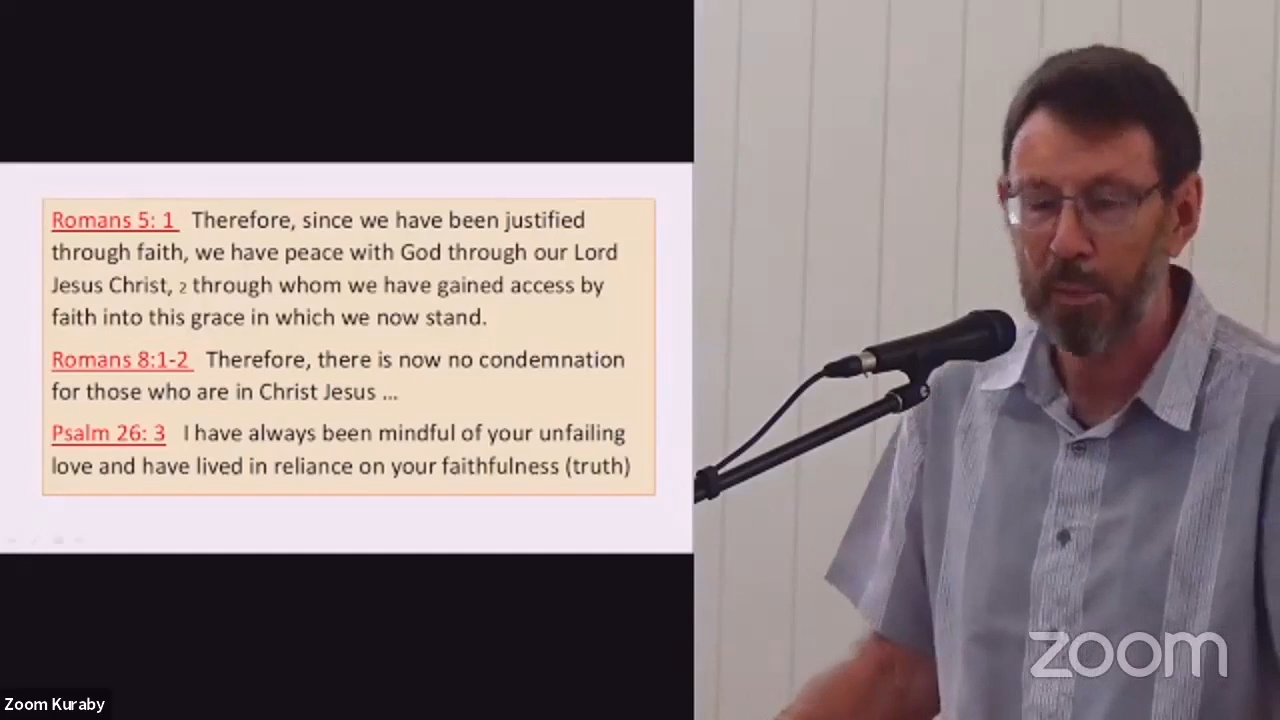 Romans 5: 1 Therefore, since we have been justified
through faith, we have peace with God through our Lord
Jesus Christ, 2 through whom we have gained access by
faith into this grace in which we now stand.
Romans 8:1-2 Therefore, there is now no condemnation
for those who are in Christ Jesus ...
Psalm 26: 3 I have always been mindful of your unfailing
love and have lived in reliance on your faithfulness (truth)
zoom
Zoom Kuraby